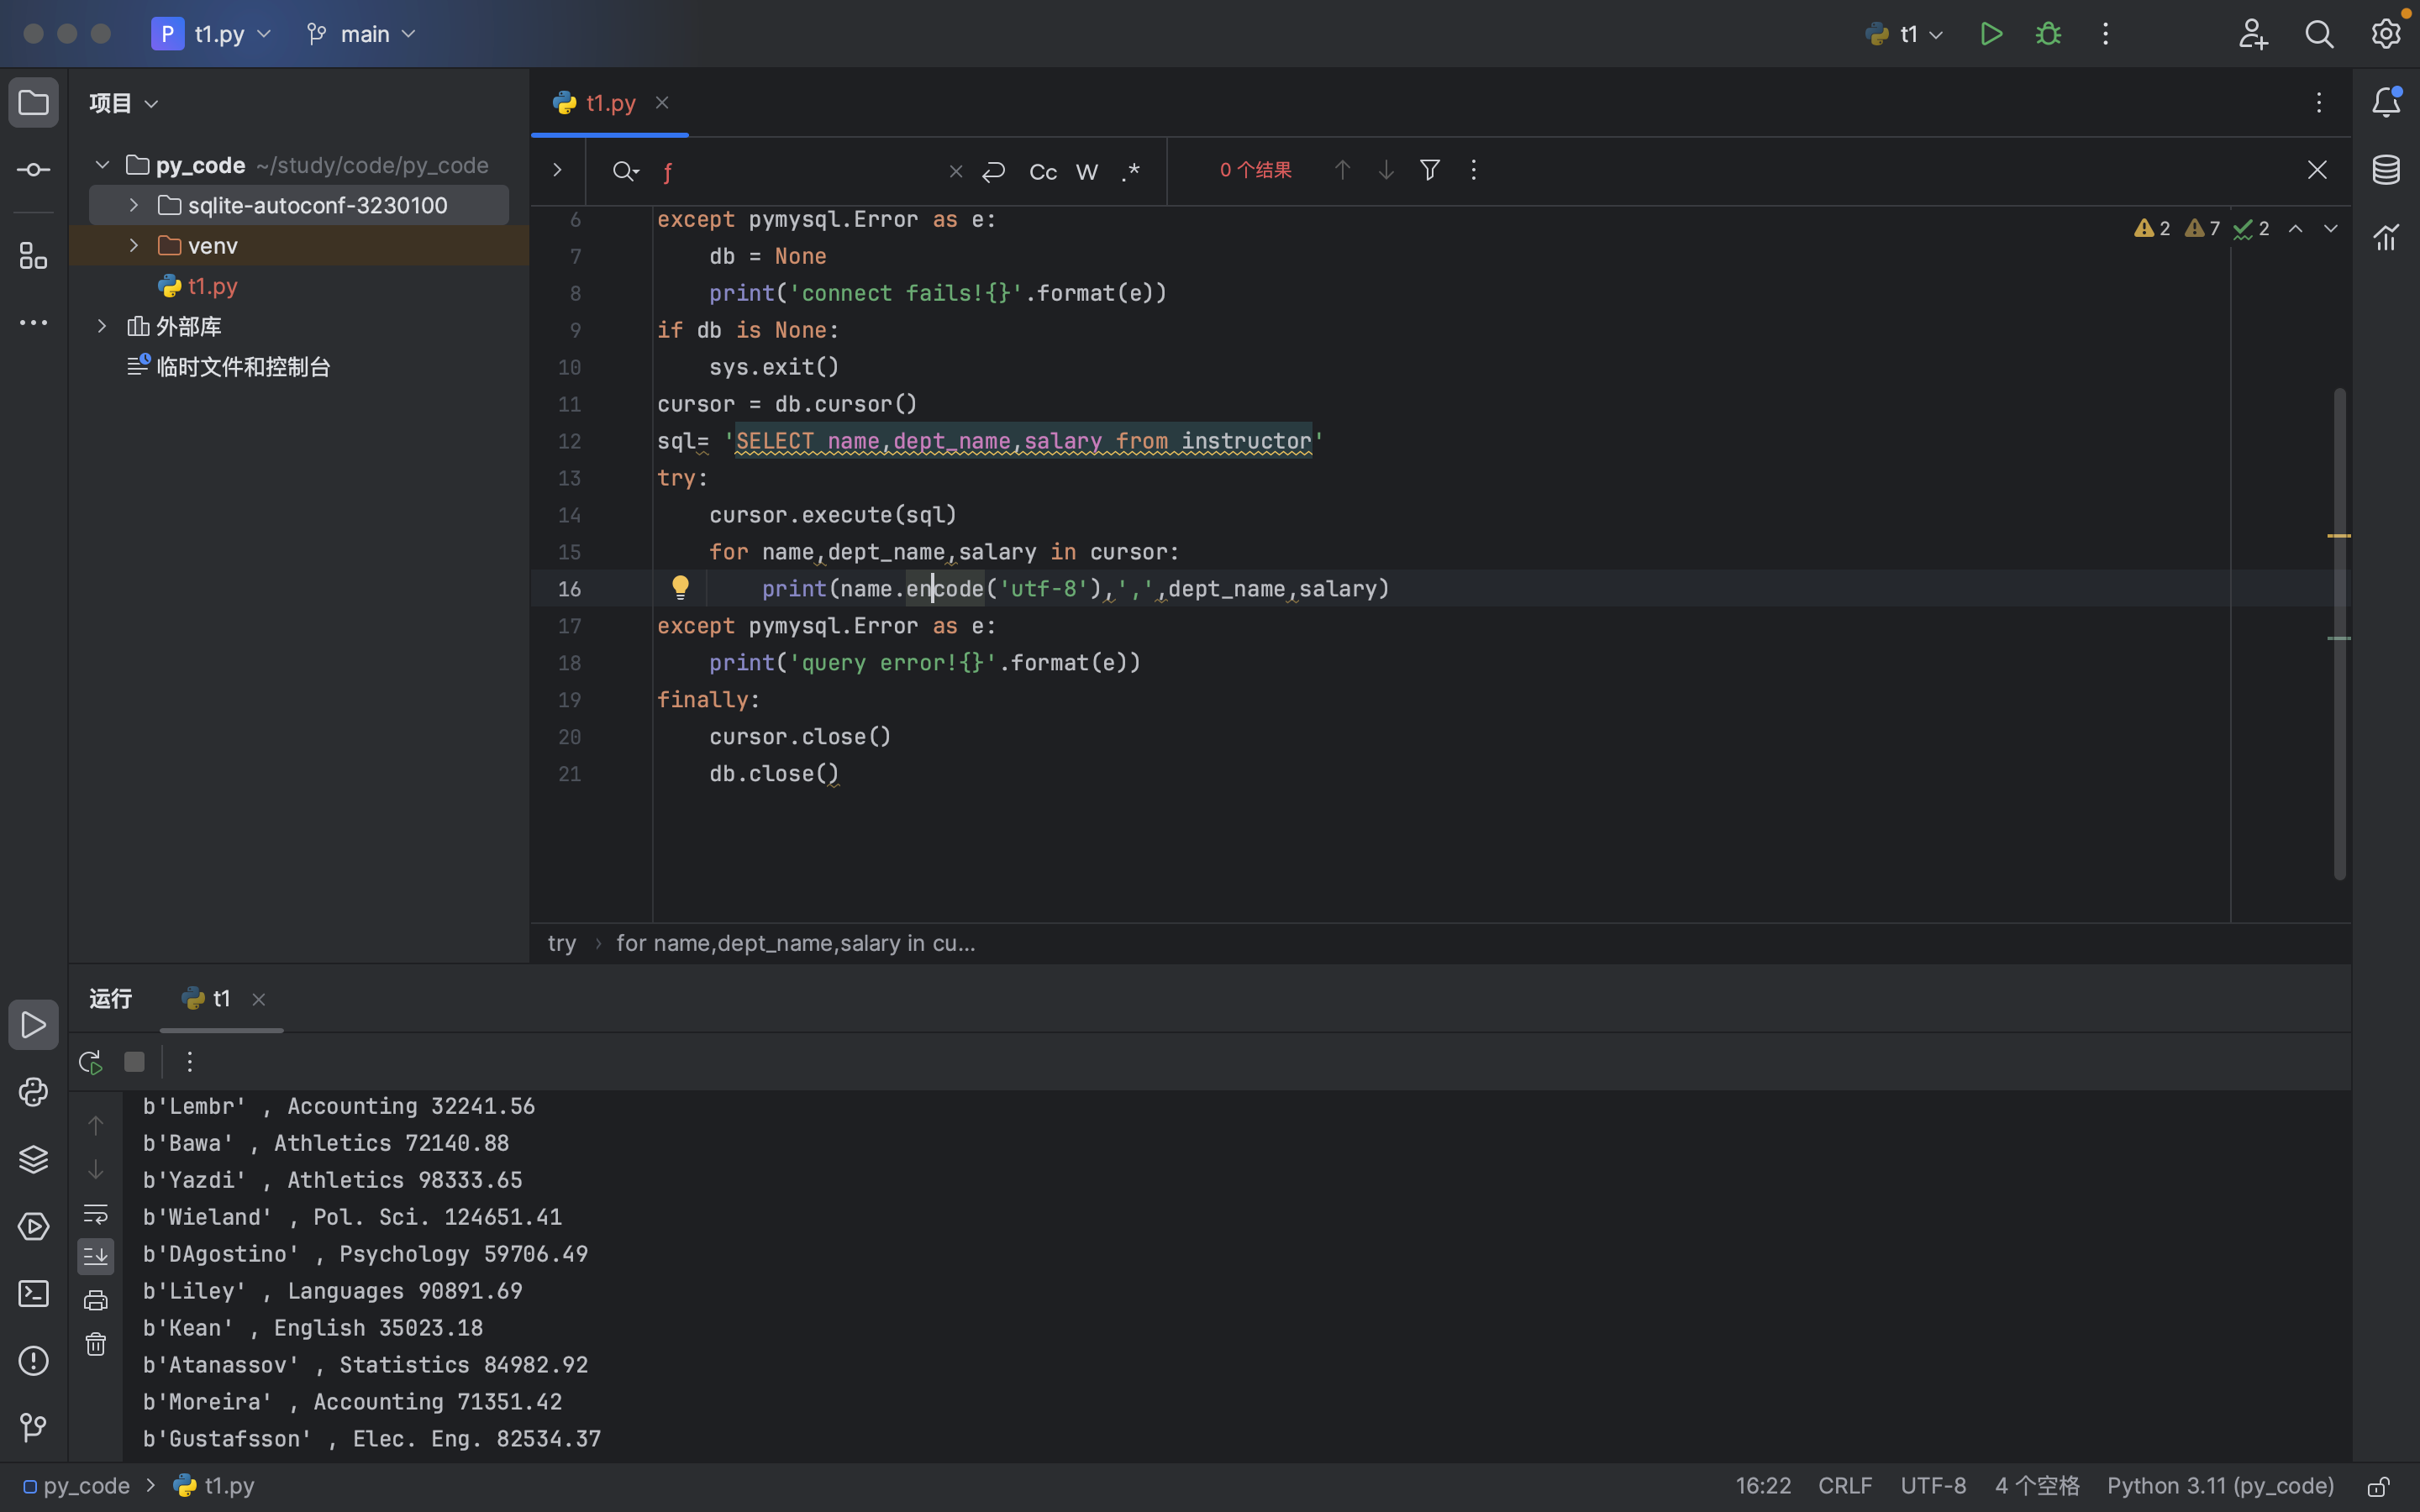 P t1.py main t1
项目
py_code ~/study/code/py_code
sqlite-autoconf-3230100
venv
t1.py
外部库
临时文件和控制台
t1.py
ƒ Cc W .* 0 个结果
2 7 2
6 except pymysql.Error as e:
7 db = None
8 print('connect fails!{}'.format(e))
9 if db is None:
10 sys.exit()
11 cursor = db.cursor()
12 sql= 'SELECT name,dept_name,salary from instructor'
13 try:
14 cursor.execute(sql)
15 for name,dept_name,salary in cursor:
16 print(name.encode('utf-8'),',',dept_name,salary)
17 except pymysql.Error as e:
18 print('query error!{}'.format(e))
19 finally:
20 cursor.close()
21 db.close()
try › for name,dept_name,salary in cu...
运行 t1
b'Lembr' , Accounting 32241.56
b'Bawa' , Athletics 72140.88
b'Yazdi' , Athletics 98333.65
b'Wieland' , Pol. Sci. 124651.41
b'DAgostino' , Psychology 59706.49
b'Liley' , Languages 90891.69
b'Kean' , English 35023.18
b'Atanassov' , Statistics 84982.92
b'Moreira' , Accounting 71351.42
b'Gustafsson' , Elec. Eng. 82534.37
py_code › t1.py 16:22 CRLF UTF-8 4 个空格 Python 3.11 (py_code)